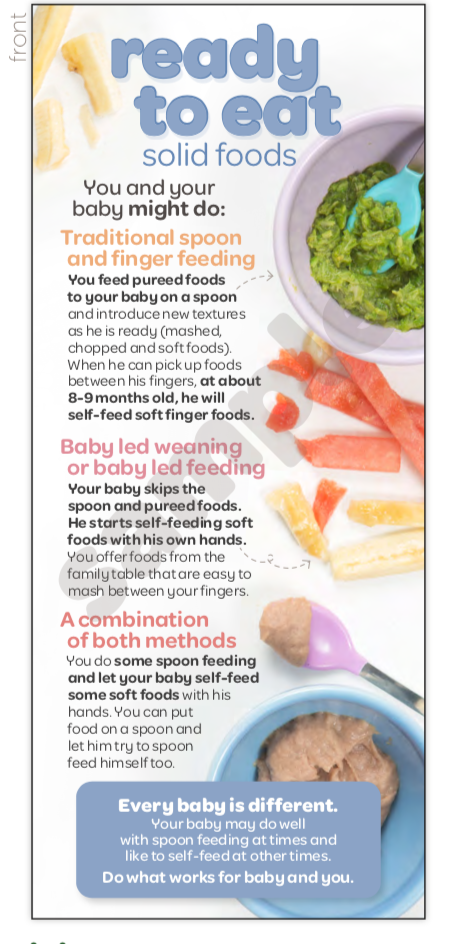 front
ready
to eat
solid foods
You and your
baby might do:
Traditional spoon
and finger feeding
You feed pureed foods
to your baby on a spoon
and introduce new textures
as he is ready (mashed,
chopped and soft foods).
When he can pick up foods
between his fingers, at about
8-9 months old, he will
self-feed soft finger foods.
Baby led weaning
or baby led feeding
Your baby skips the
spoon and pureed foods.
He starts self-feeding soft
foods with his own hands.
You offer foods from the
family table that are easy to
mash between your fingers.
A combination
of both methods
You do some spoon feeding
and let your baby self-feed
some soft foods with his
hands. You can put
food on a spoon and
let him try to spoon
feed himself too.
Every baby is different.
Your baby may do well
with spoon feeding at times and
like to self-feed at other times.
Do what works for baby and you.
sample